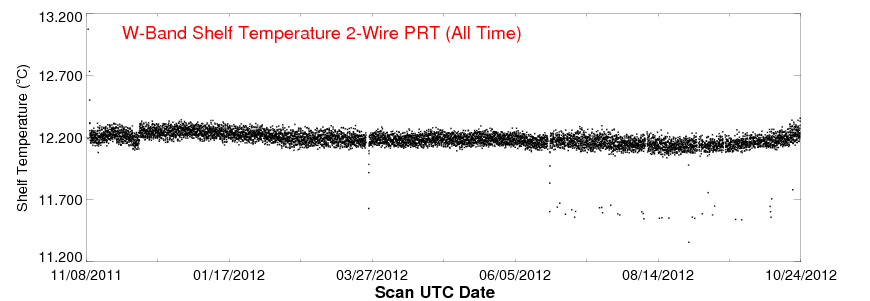 W-Band Shelf Temperature 2-Wire PRT (All Time)
13.200
12.700
12.200
11.700
11.200
Shelf Temperature (°C)
11/08/2011 01/17/2012 03/27/2012 06/05/2012 08/14/2012 10/24/2012
Scan UTC Date